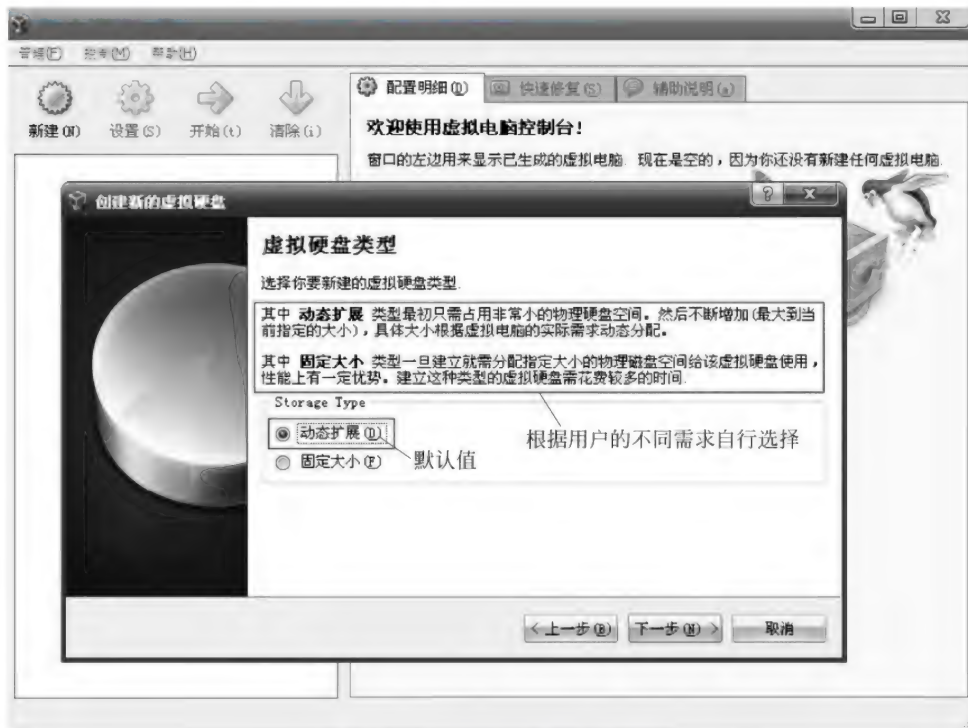 管理(F) 控制(M) 帮助(H)
新建(N) 设置(S) 开始(t) 清除(i)
配置明细(D) 快速修复(S) 辅助说明(a)
欢迎使用虚拟电脑控制台！
窗口的左边用来显示已生成的虚拟电脑. 现在是空的，因为你还没有新建任何虚拟电脑.
创建新的虚拟硬盘
虚拟硬盘类型
选择你要新建的虚拟硬盘类型.
其中 动态扩展 类型最初只需占用非常小的物理硬盘空间。然后不断增加(最大到当
前指定的大小)，具体大小根据虚拟电脑的实际需求动态分配。
其中 固定大小 类型一旦建立就需分配指定大小的物理磁盘空间给该虚拟硬盘使用，
性能上有一定优势。建立这种类型的虚拟硬盘需花费较多的时间.
Storage Type
动态扩展(D)
固定大小(F)
默认值
根据用户的不同需求自行选择
< 上一步(B) 下一步(N) > 取消